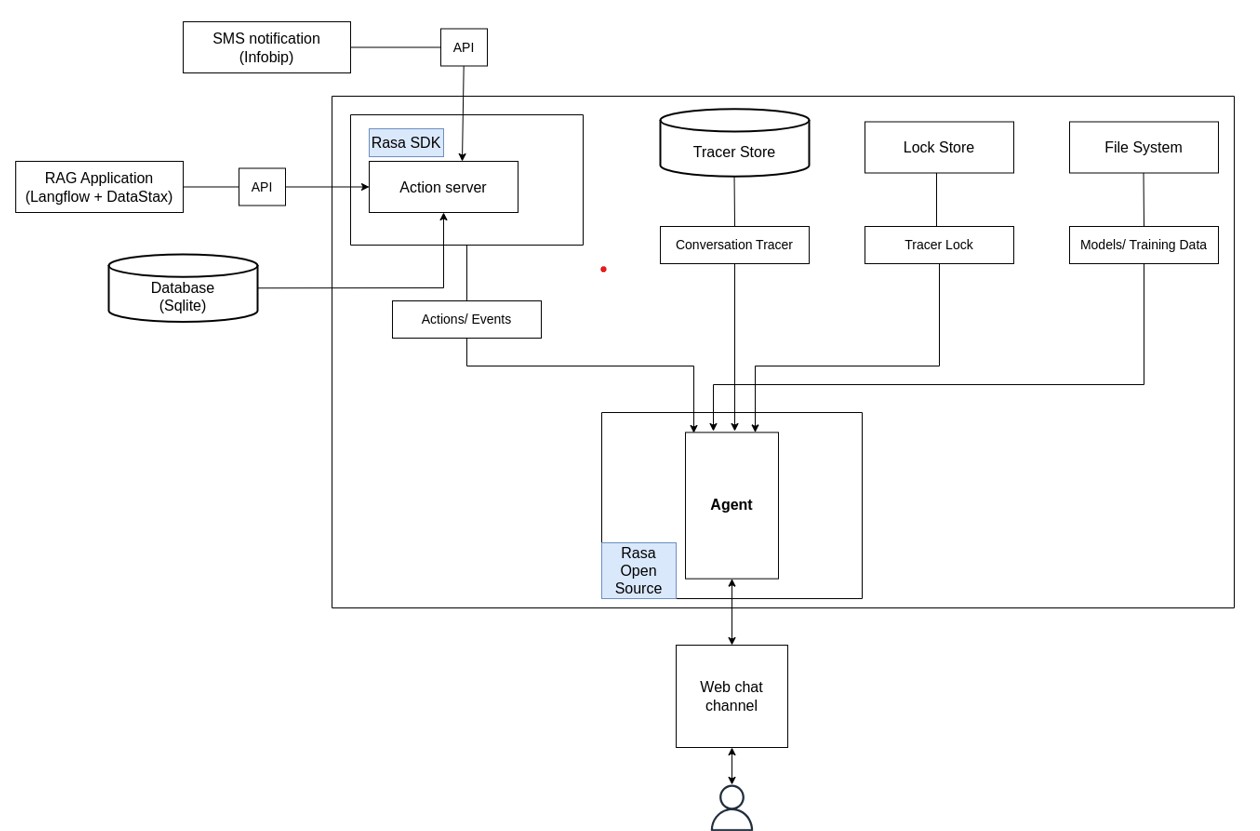 SMS notification
(Infobip)
API
Rasa SDK
Tracer Store
Lock Store
File System
RAG Application
(Langflow + DataStax)
API
Action server
Conversation Tracer
Tracer Lock
Models/ Training Data
Database
(Sqlite)
Actions/ Events
Agent
Rasa
Open
Source
Web chat
channel